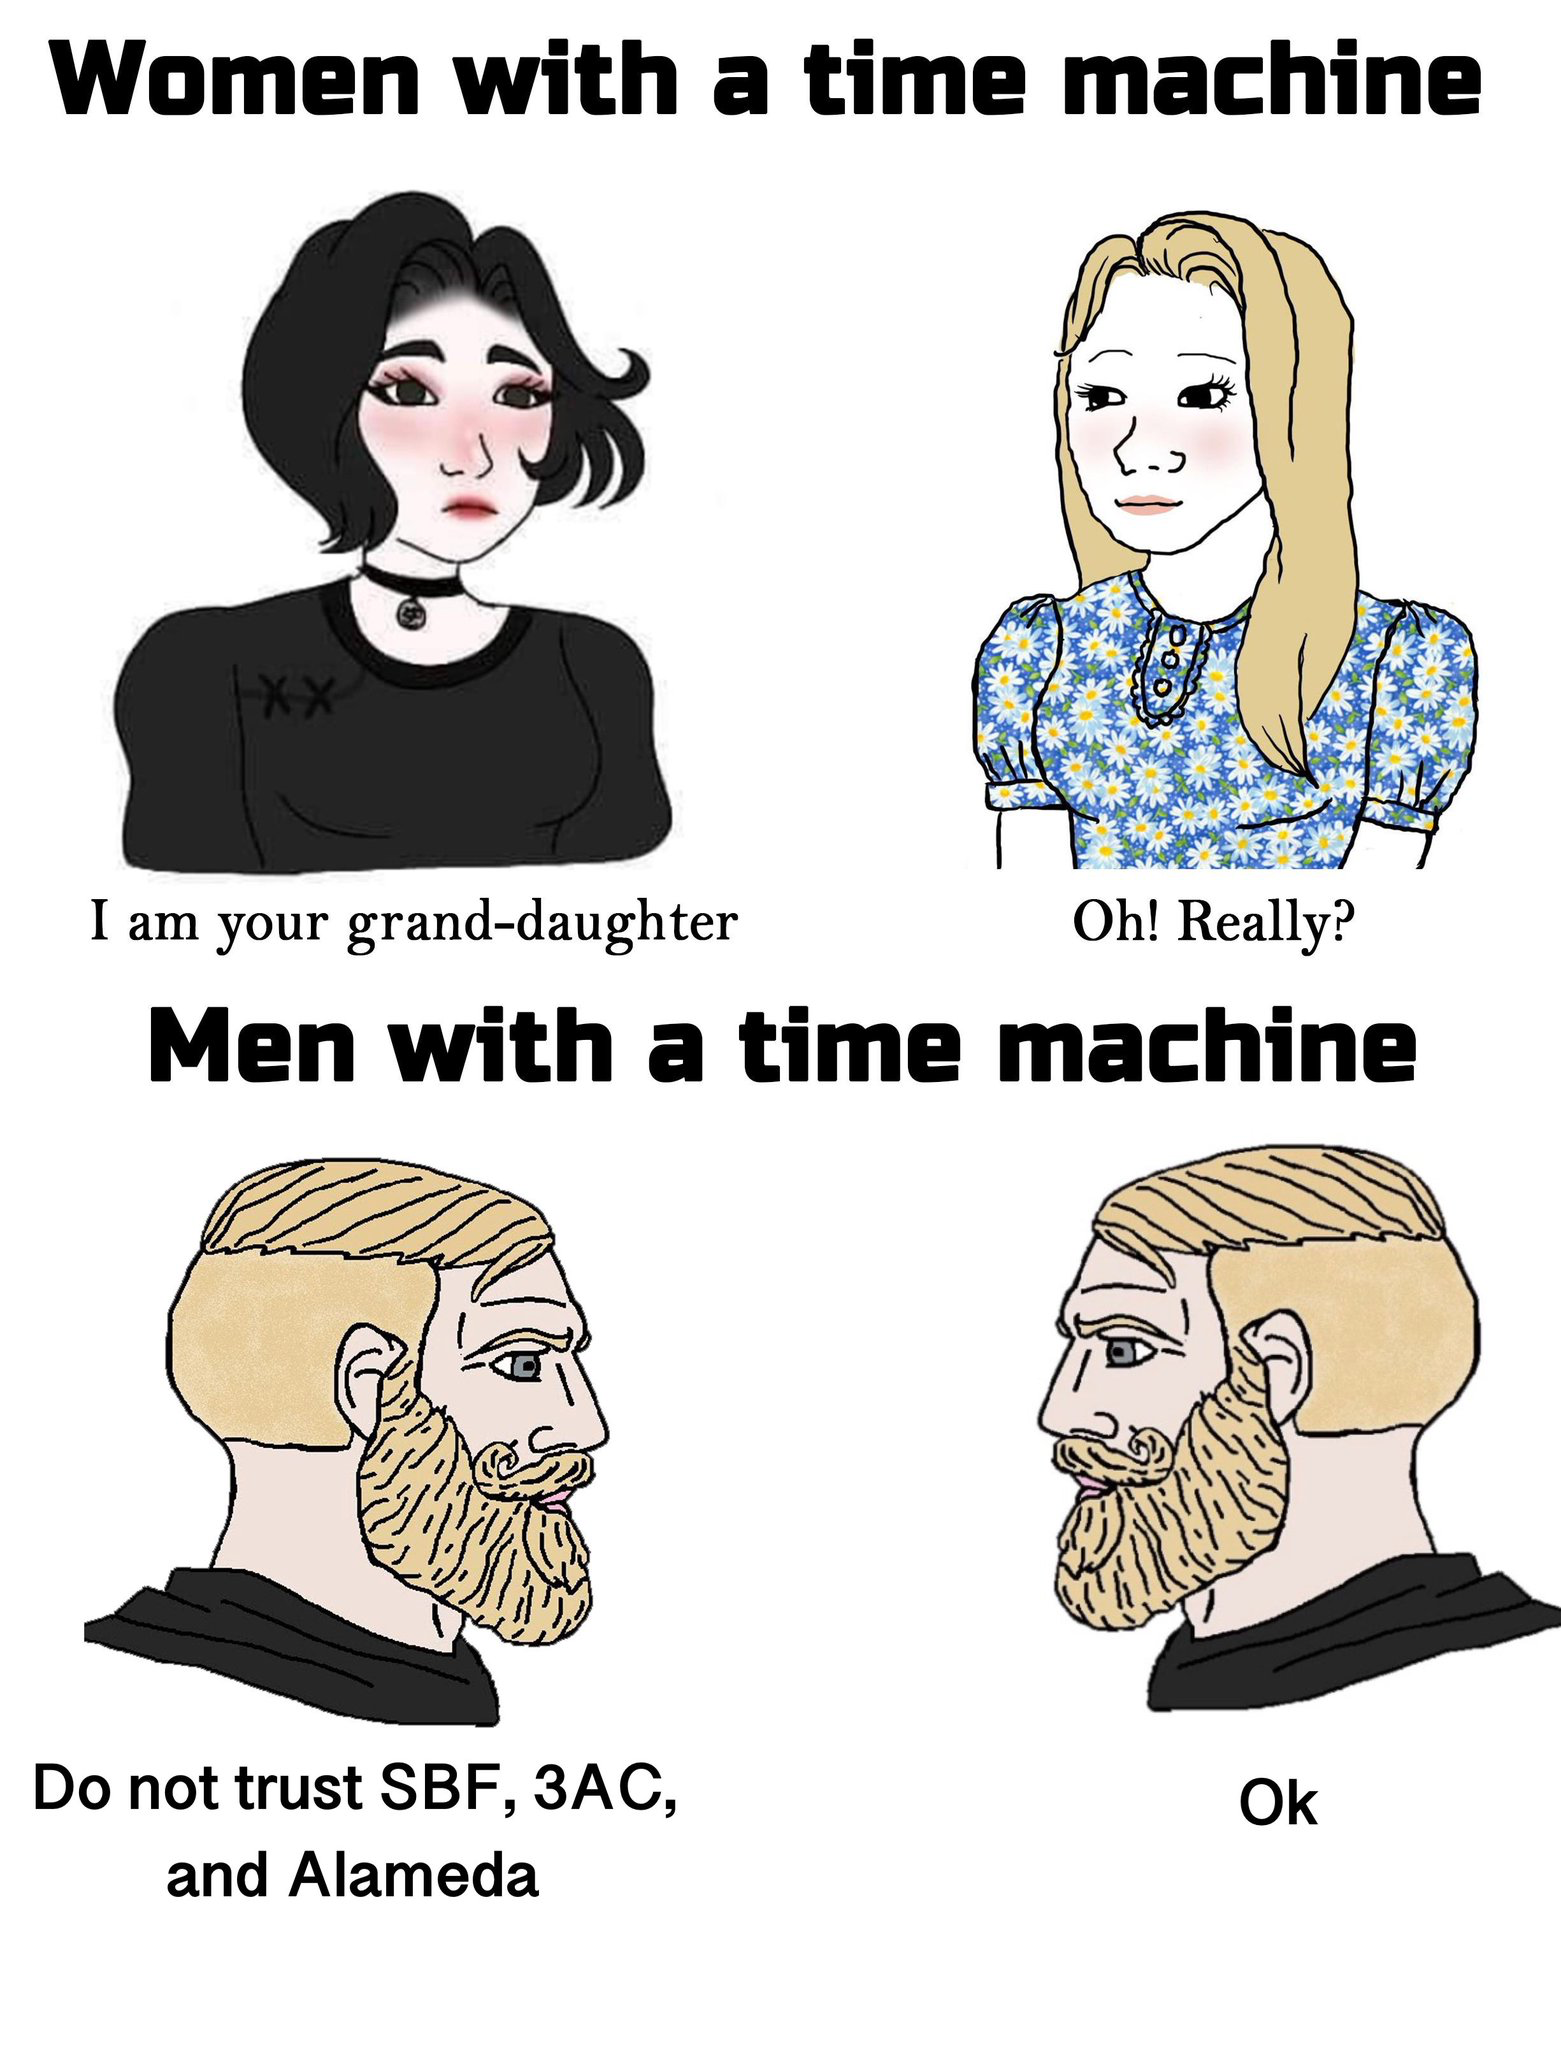 Women with a time machine
I am your grand-daughter
Oh! Really?
Men with a time machine
Do not trust SBF, 3AC,
and Alameda
Ok